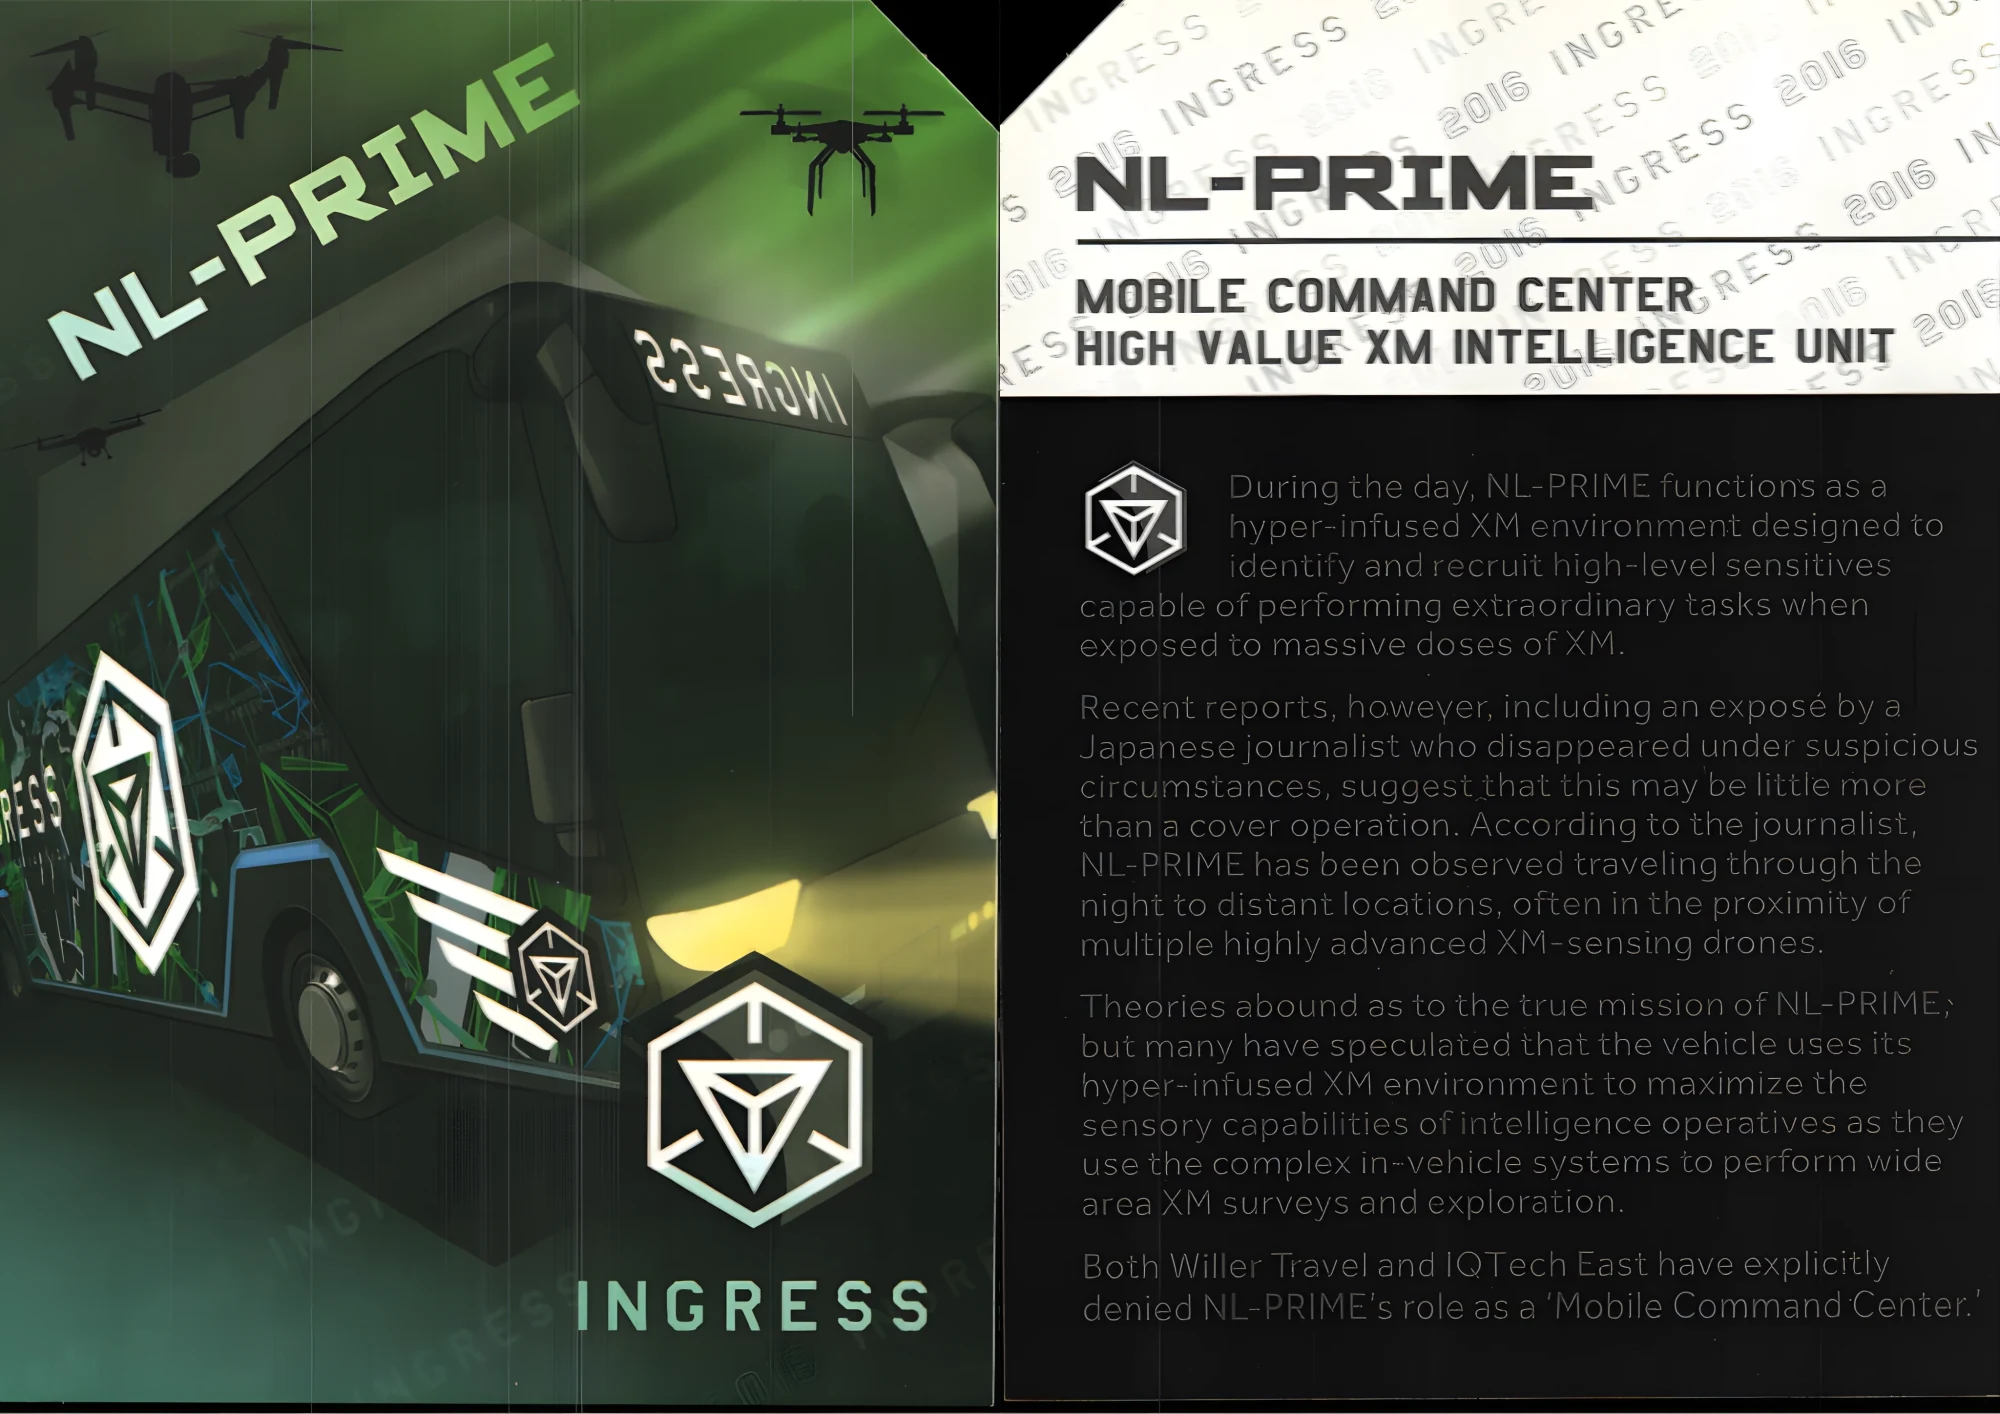 NL-PRIME
INGRESS
RESS
INGRESS
NL-PRIME
MOBILE COMMAND CENTER
HIGH VALUE XM INTELLIGENCE UNIT
During the day, NL-PRIME functions as a
hyper-infused XM environment designed to
identify and recruit high-level sensitives
capable of performing extraordinary tasks when
exposed to massive doses of XM.
Recent reports, however, including an exposé by a
Japanese journalist who disappeared under suspicious
circumstances, suggest that this may be little more
than a cover operation. According to the journalist,
NL-PRIME has been observed traveling through the
night to distant locations, often in the proximity of
multiple highly advanced XM-sensing drones.
Theories abound as to the true mission of NL-PRIME;
but many have speculated that the vehicle uses its
hyper-infused XM environment to maximize the
sensory capabilities of intelligence operatives as they
use the complex in-vehicle systems to perform wide
area XM surveys and exploration.
Both Willer Travel and IQTech East have explicitly
denied NL-PRIME's role as a 'Mobile Command Center.'
INGRESS 2016 INGRESS 2016 INGRESS 2016